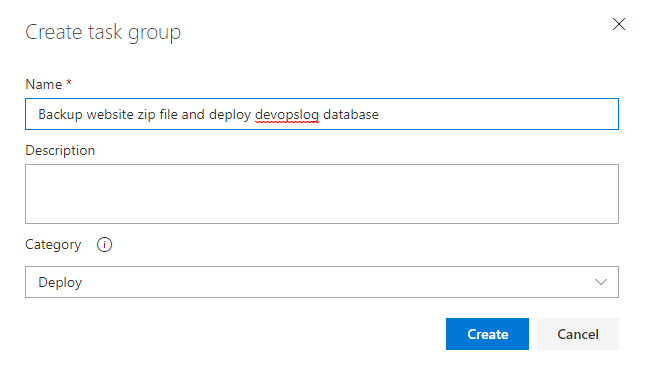 Create task group
Name *
Backup website zip file and deploy devopslog database
Description
Category
Deploy
Create
Cancel